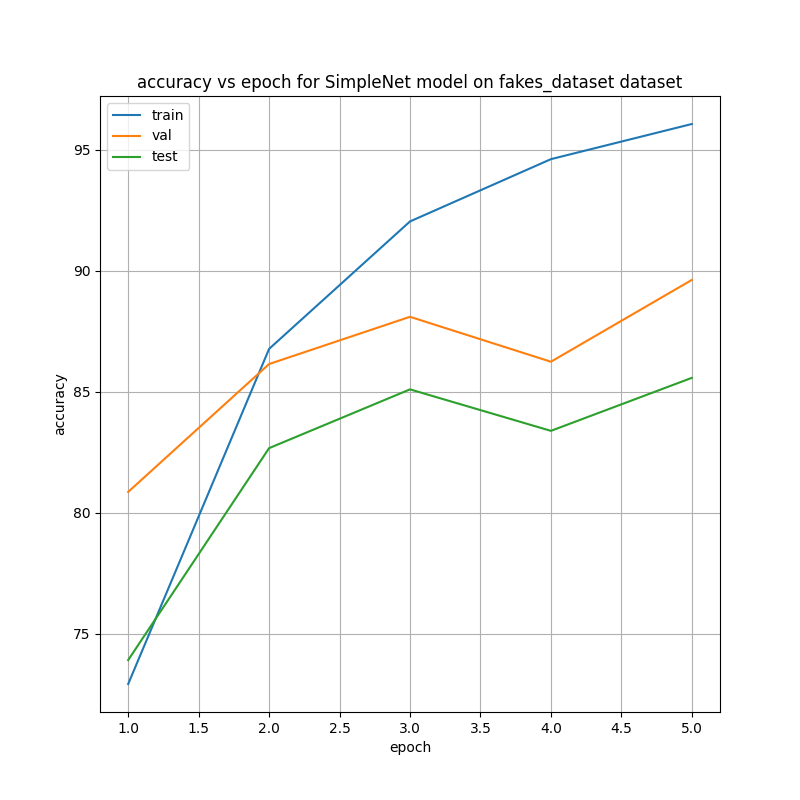 accuracy vs epoch for SimpleNet model on fakes_dataset dataset
train
val
test
95
90
85
80
75
accuracy
1.0 1.5 2.0 2.5 3.0 3.5 4.0 4.5 5.0
epoch